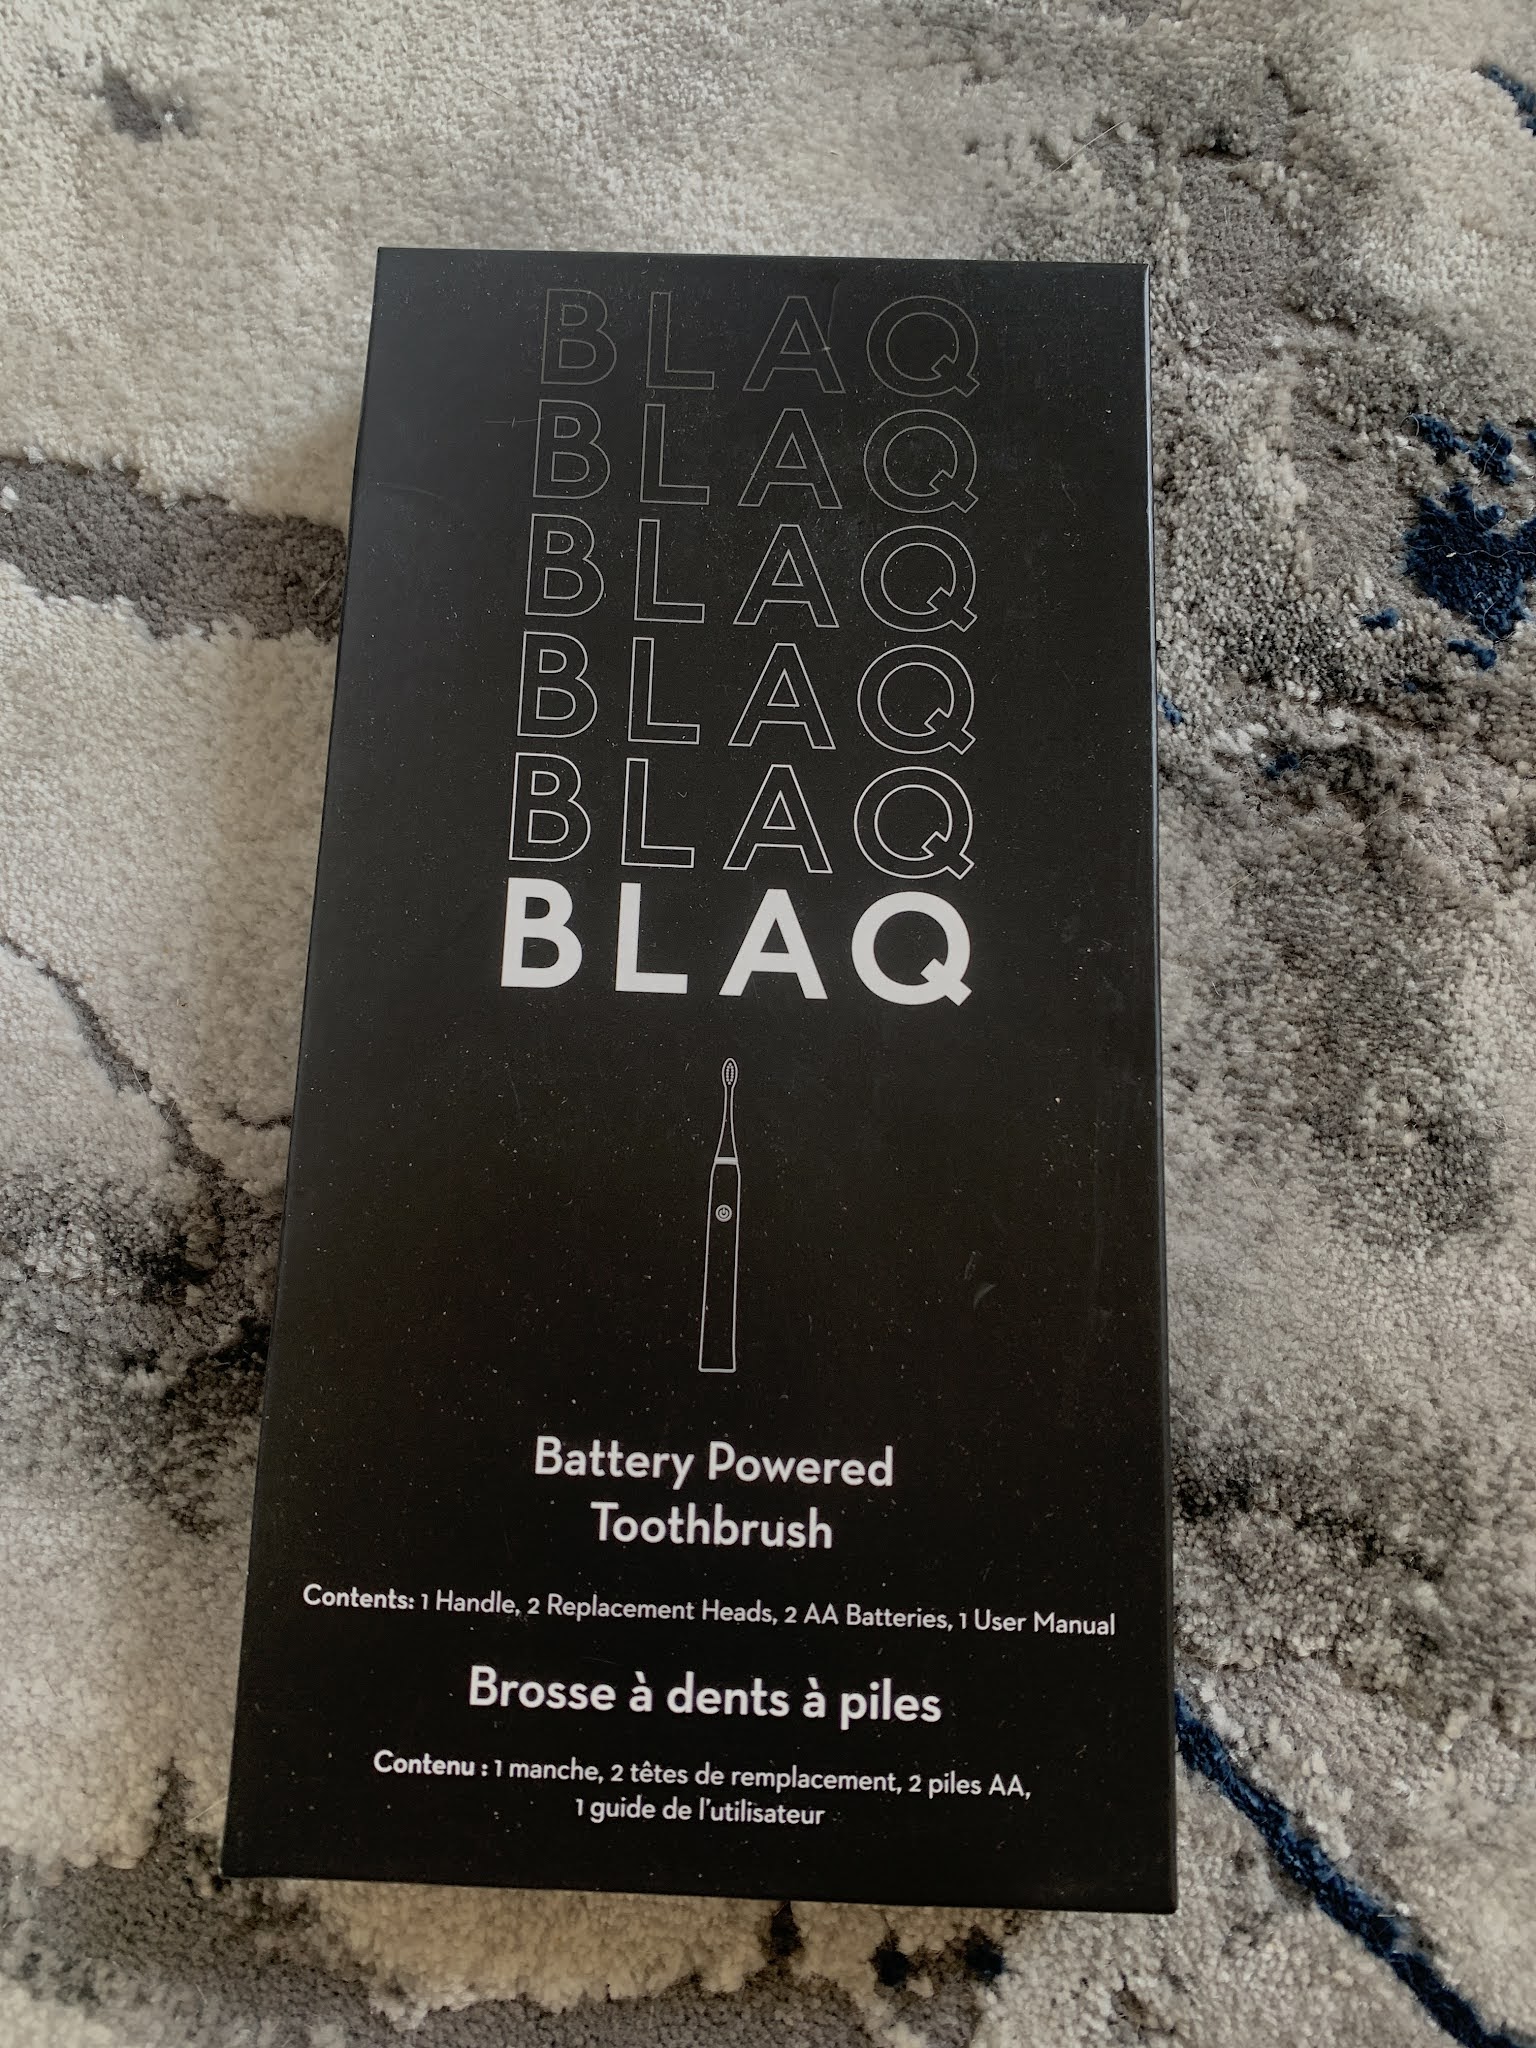 BLAQ
BLAQ
BLAQ
BLAQ
BLAQ
BLAQ
Battery Powered
Toothbrush
Contents: 1 Handle, 2 Replacement Heads, 2 AA Batteries, 1 User Manual
Brosse à dents à piles
Contenu : 1 manche, 2 têtes de remplacement, 2 piles AA,
1 guide de l'utilisateur